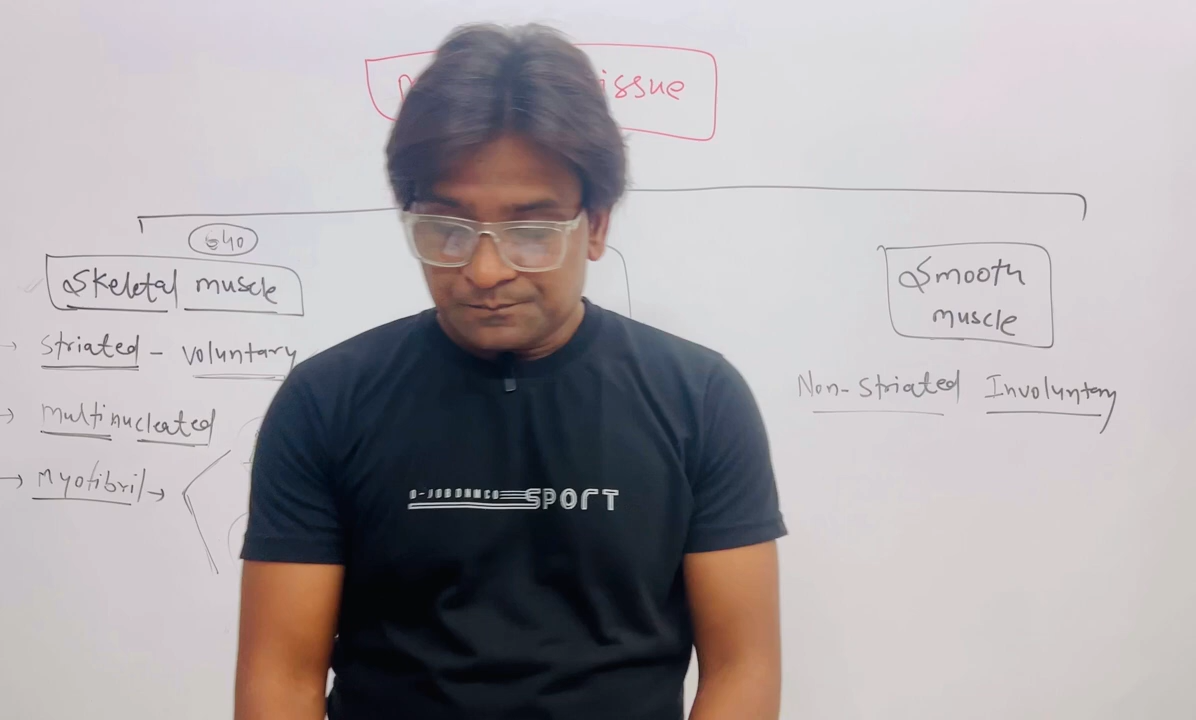 issue
640
Skeletal muscle
Striated - voluntary
→ multinucleated
→ Myofibril →
Smooth
muscle
Non-Striated Involuntary
SPORT